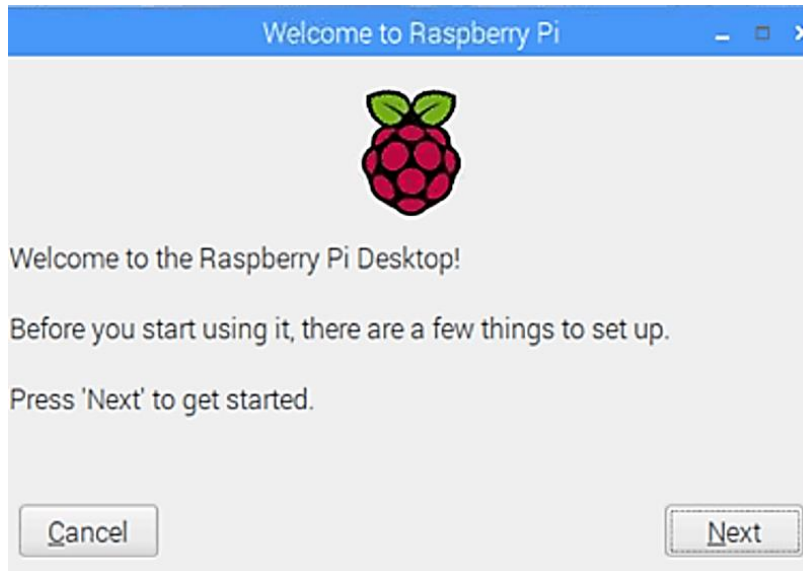 Welcome to Raspberry Pi
Welcome to the Raspberry Pi Desktop!
Before you start using it, there are a few things to set up.
Press 'Next' to get started.
Cancel
Next